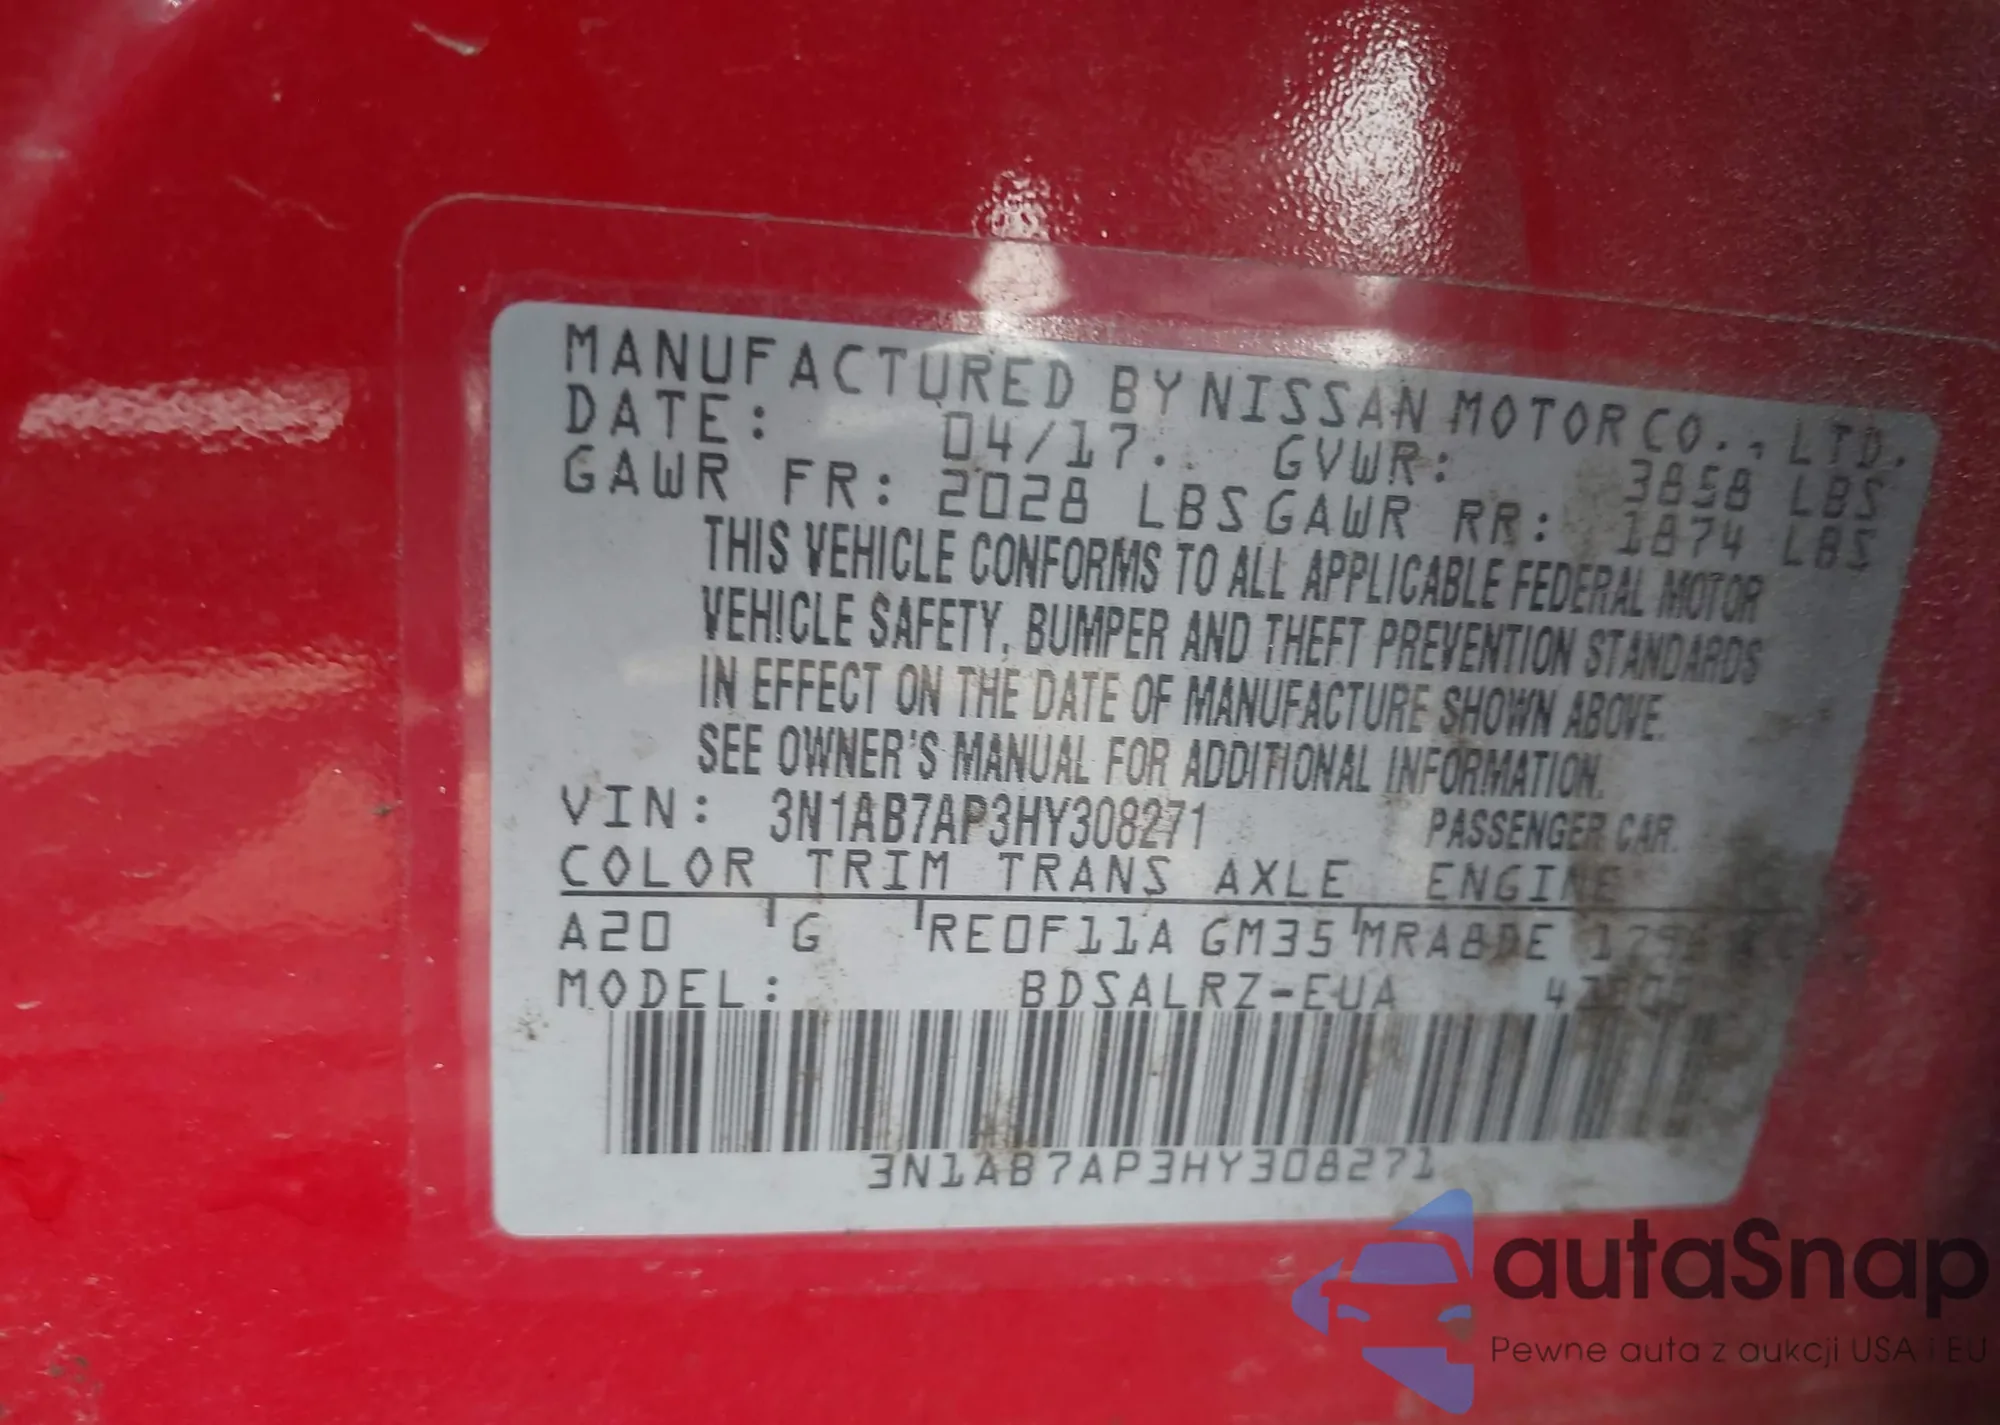 MANUFACTURED BY NISSAN MOTOR CO., LTD.
DATE: 04/17.. GVWR: 3858 LBS
GAWR FR: 2028 LBS GAWR RR: 1874 LBS
THIS VEHICLE CONFORMS TO ALL APPLICABLE FEDERAL MOTOR
VEHICLE SAFETY, BUMPER AND THEFT PREVENTION STANDARDS
IN EFFECT ON THE DATE OF MANUFACTURE SHOWN ABOVE.
SEE OWNER'S MANUAL FOR ADDITIONAL INFORMATION.
VIN: 3N1AB7AP3HY308271 PASSENGER CAR.
COLOR TRIM TRANS AXLE ENGINE
A20 G RE0F11A GM35 MRA8DE
MODEL: BDSALRZ-EUA
3N1AB7AP3HY308271
autaSnap
Pewne auta z aukcji USA i EU